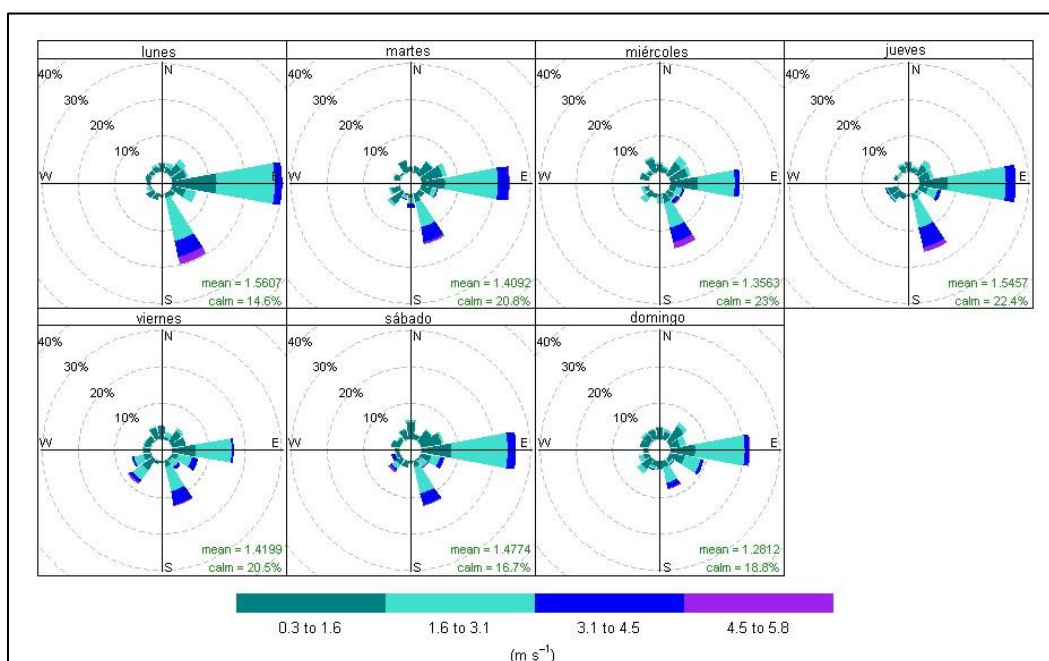 lunes
martes
miércoles
jueves
40%
30%
20%
10%
N
W
E
S
mean = 1.5607
calm = 14.6%
40%
30%
20%
10%
N
W
E
S
mean = 1.4092
calm = 20.8%
40%
30%
20%
10%
N
W
E
S
mean = 1.3563
calm = 23%
40%
30%
20%
10%
N
W
E
S
mean = 1.5457
calm = 22.4%
viernes
sábado
domingo
40%
30%
20%
10%
N
W
E
S
mean = 1.4199
calm = 20.5%
40%
30%
20%
10%
N
W
E
S
mean = 1.4774
calm = 16.7%
40%
30%
20%
10%
N
W
E
S
mean = 1.2812
calm = 18.8%
0.3 to 1.6
1.6 to 3.1
3.1 to 4.5
4.5 to 5.8
(m s⁻¹)